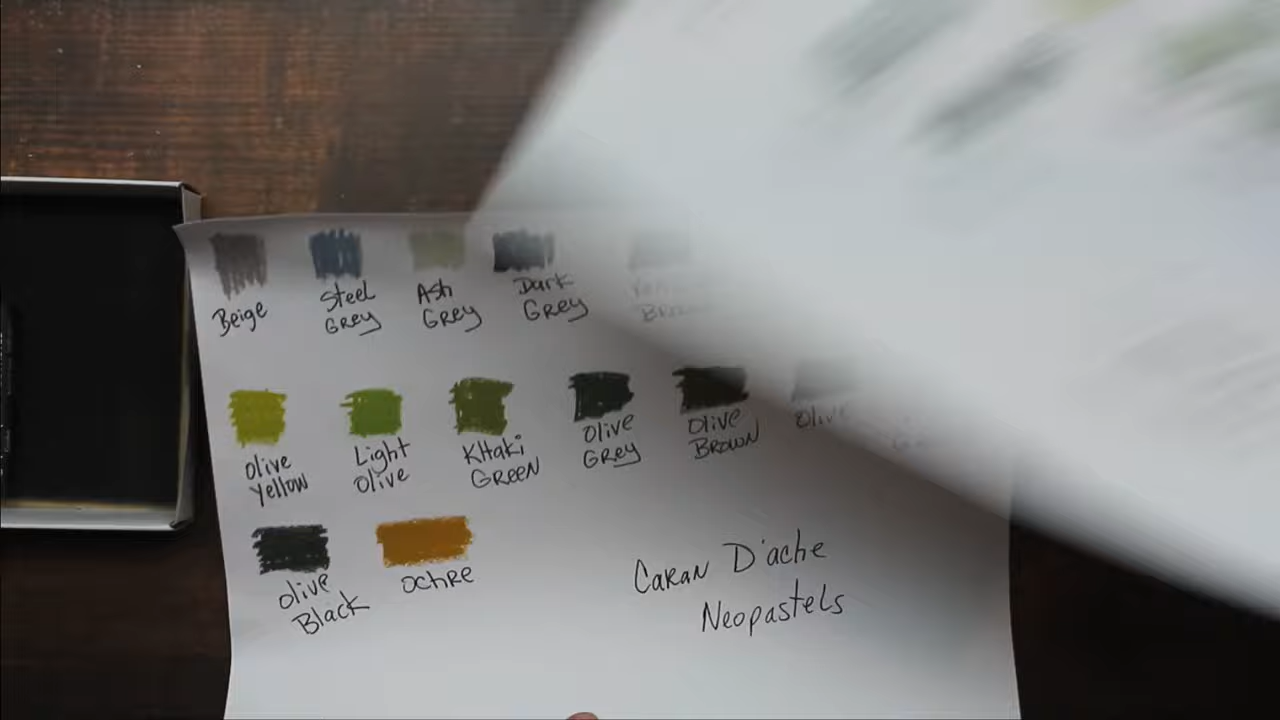 Beige
Steel
Grey
Ash
Grey
Dark
Grey
Olive
Yellow
Light
Olive
KHaki
GREEN
Olive
GREY
Olive
BROWN
Olive
Olive
Black
OCHRE
CARAN D'ache
Neopastels